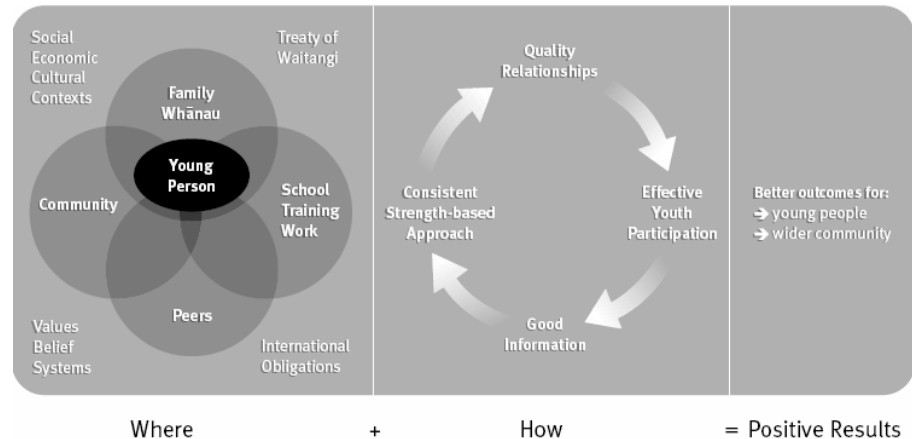 Social
Economic
Cultural
Contexts
Treaty of
Waitangi
Family
Whānau
Young
Person
Community
School
Training
Work
Peers
Values
Belief
Systems
International
Obligations
Quality
Relationships
Consistent
Strength-based
Approach
Effective
Youth
Participation
Good
Information
Better outcomes for:
➔ young people
➔ wider community
Where + How = Positive Results